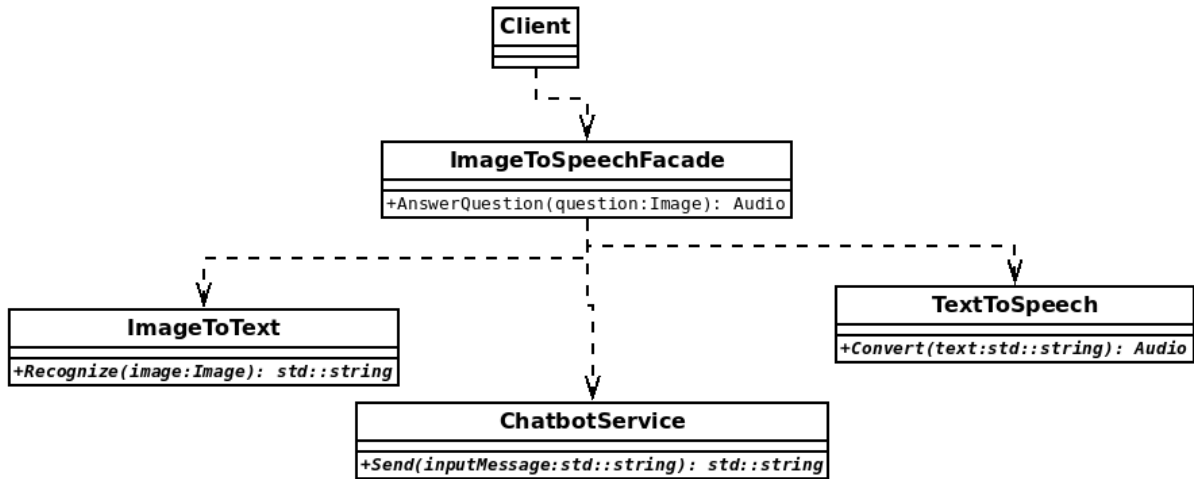 Client
ImageToSpeechFacade
+AnswerQuestion(question:Image): Audio
ImageToText
+Recognize(image:Image): std::string
TextToSpeech
+Convert(text:std::string): Audio
ChatbotService
+Send(inputMessage:std::string): std::string